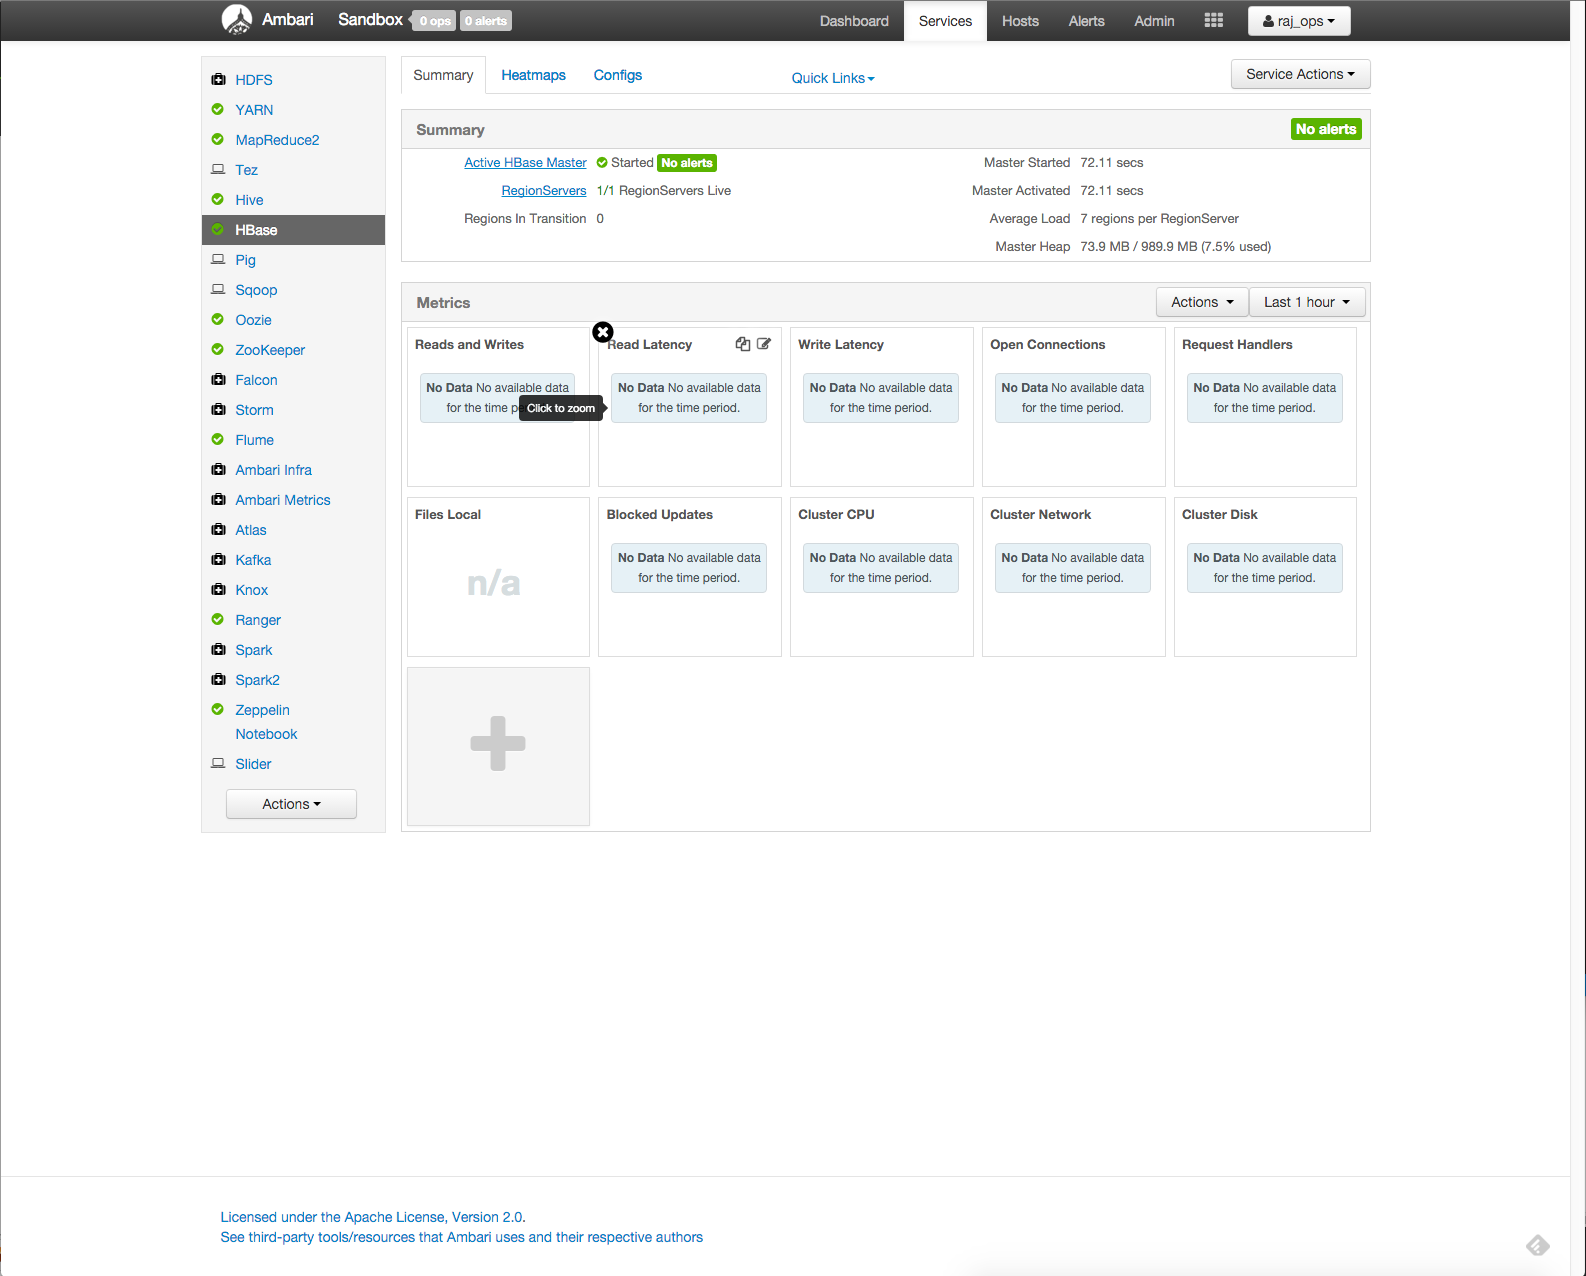 Ambari Sandbox 0 ops 0 alerts Dashboard Services Hosts Alerts Admin raj_ops
HDFS
YARN
MapReduce2
Tez
Hive
HBase
Pig
Sqoop
Oozie
ZooKeeper
Falcon
Storm
Flume
Ambari Infra
Ambari Metrics
Atlas
Kafka
Knox
Ranger
Spark
Spark2
Zeppelin
Notebook
Slider
Actions
Summary Heatmaps Configs Quick Links Service Actions
Summary No alerts
Active HBase Master Started No alerts
RegionServers 1/1 RegionServers Live
Regions In Transition 0
Master Started 72.11 secs
Master Activated 72.11 secs
Average Load 7 regions per RegionServer
Master Heap 73.9 MB / 989.9 MB (7.5% used)
Metrics Actions Last 1 hour
Reads and Writes
No Data No available data
for the time pe
Click to zoom
Read Latency
No Data No available data
for the time period.
Write Latency
No Data No available data
for the time period.
Open Connections
No Data No available data
for the time period.
Request Handlers
No Data No available data
for the time period.
Files Local
n/a
Blocked Updates
No Data No available data
for the time period.
Cluster CPU
No Data No available data
for the time period.
Cluster Network
No Data No available data
for the time period.
Cluster Disk
No Data No available data
for the time period.
Licensed under the Apache License, Version 2.0.
See third-party tools/resources that Ambari uses and their respective authors